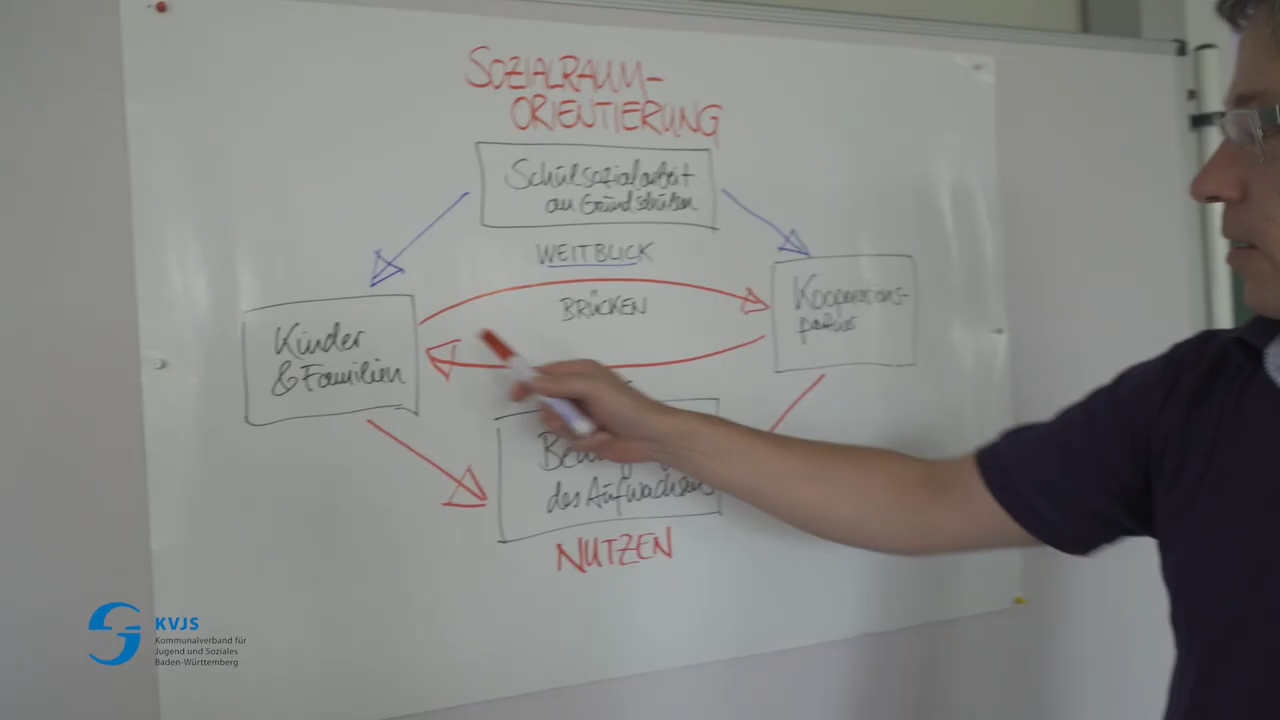 SOZIALRAUM-
ORIENTIERUNG
Schulsozialarbeit
an Grundschulen
WEITBLICK
BRÜCKEN
Kooperations-
partner
Kinder
& Familien
des Aufwachsens
NUTZEN
KVJS
Kommunalverband für
Jugend und Soziales
Baden-Württemberg